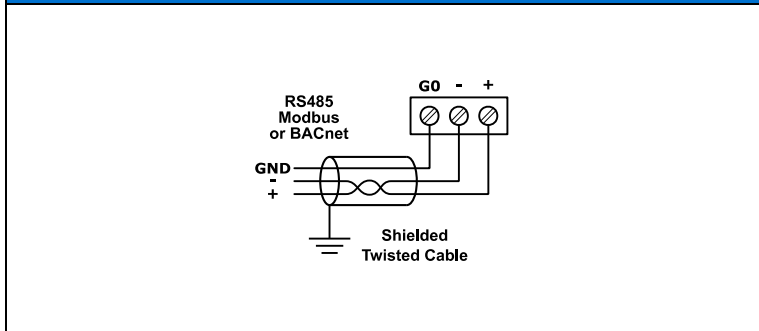 G0 - +
RS485
Modbus
or BACnet
GND
-
+
Shielded
Twisted Cable